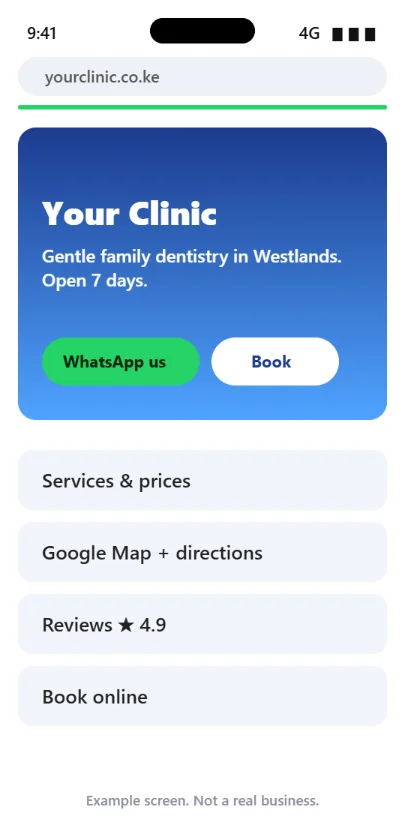 9:41
4G
yourclinic.co.ke
Your Clinic
Gentle family dentistry in Westlands.
Open 7 days.
WhatsApp us
Book
Services & prices
Google Map + directions
Reviews ★ 4.9
Book online
Example screen. Not a real business.